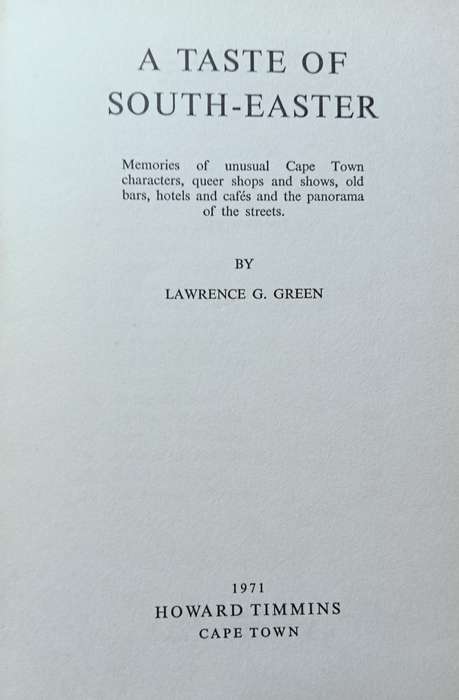 A TASTE OF
SOUTH-EASTER
Memories of unusual Cape Town
characters, queer shops and shows, old
bars, hotels and cafés and the panorama
of the streets.
BY
LAWRENCE G. GREEN
1971
HOWARD TIMMINS
CAPE TOWN